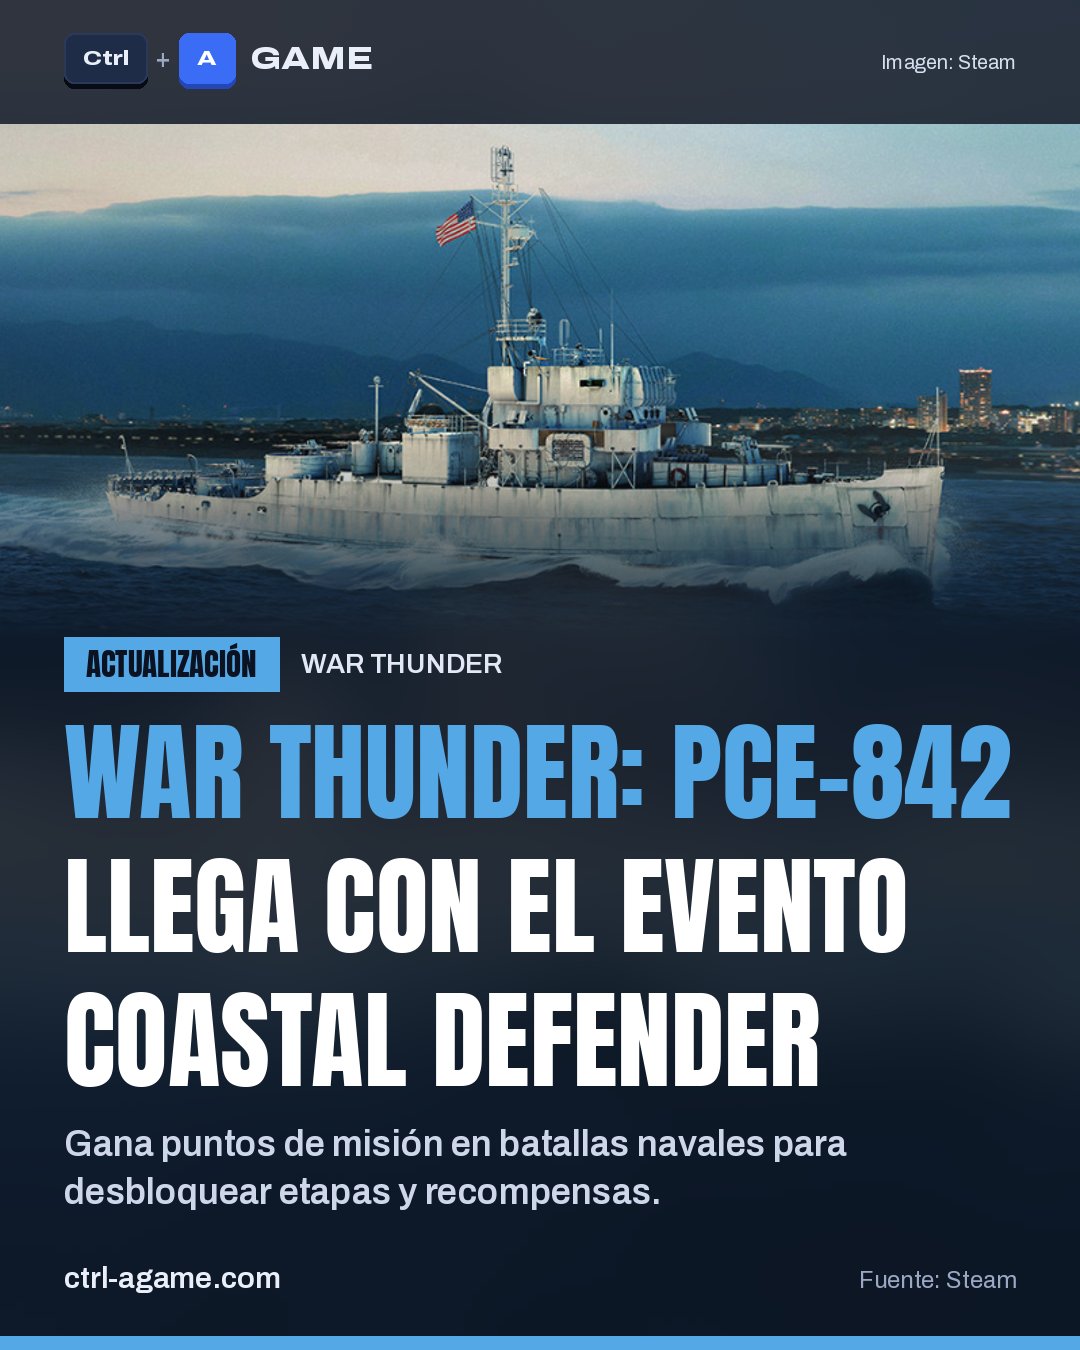 Ctrl + A GAME
Imagen: Steam
ACTUALIZACIÓN WAR THUNDER
WAR THUNDER: PCE-842
LLEGA CON EL EVENTO
COASTAL DEFENDER
Gana puntos de misión en batallas navales para
desbloquear etapas y recompensas.
ctrl-agame.com
Fuente: Steam